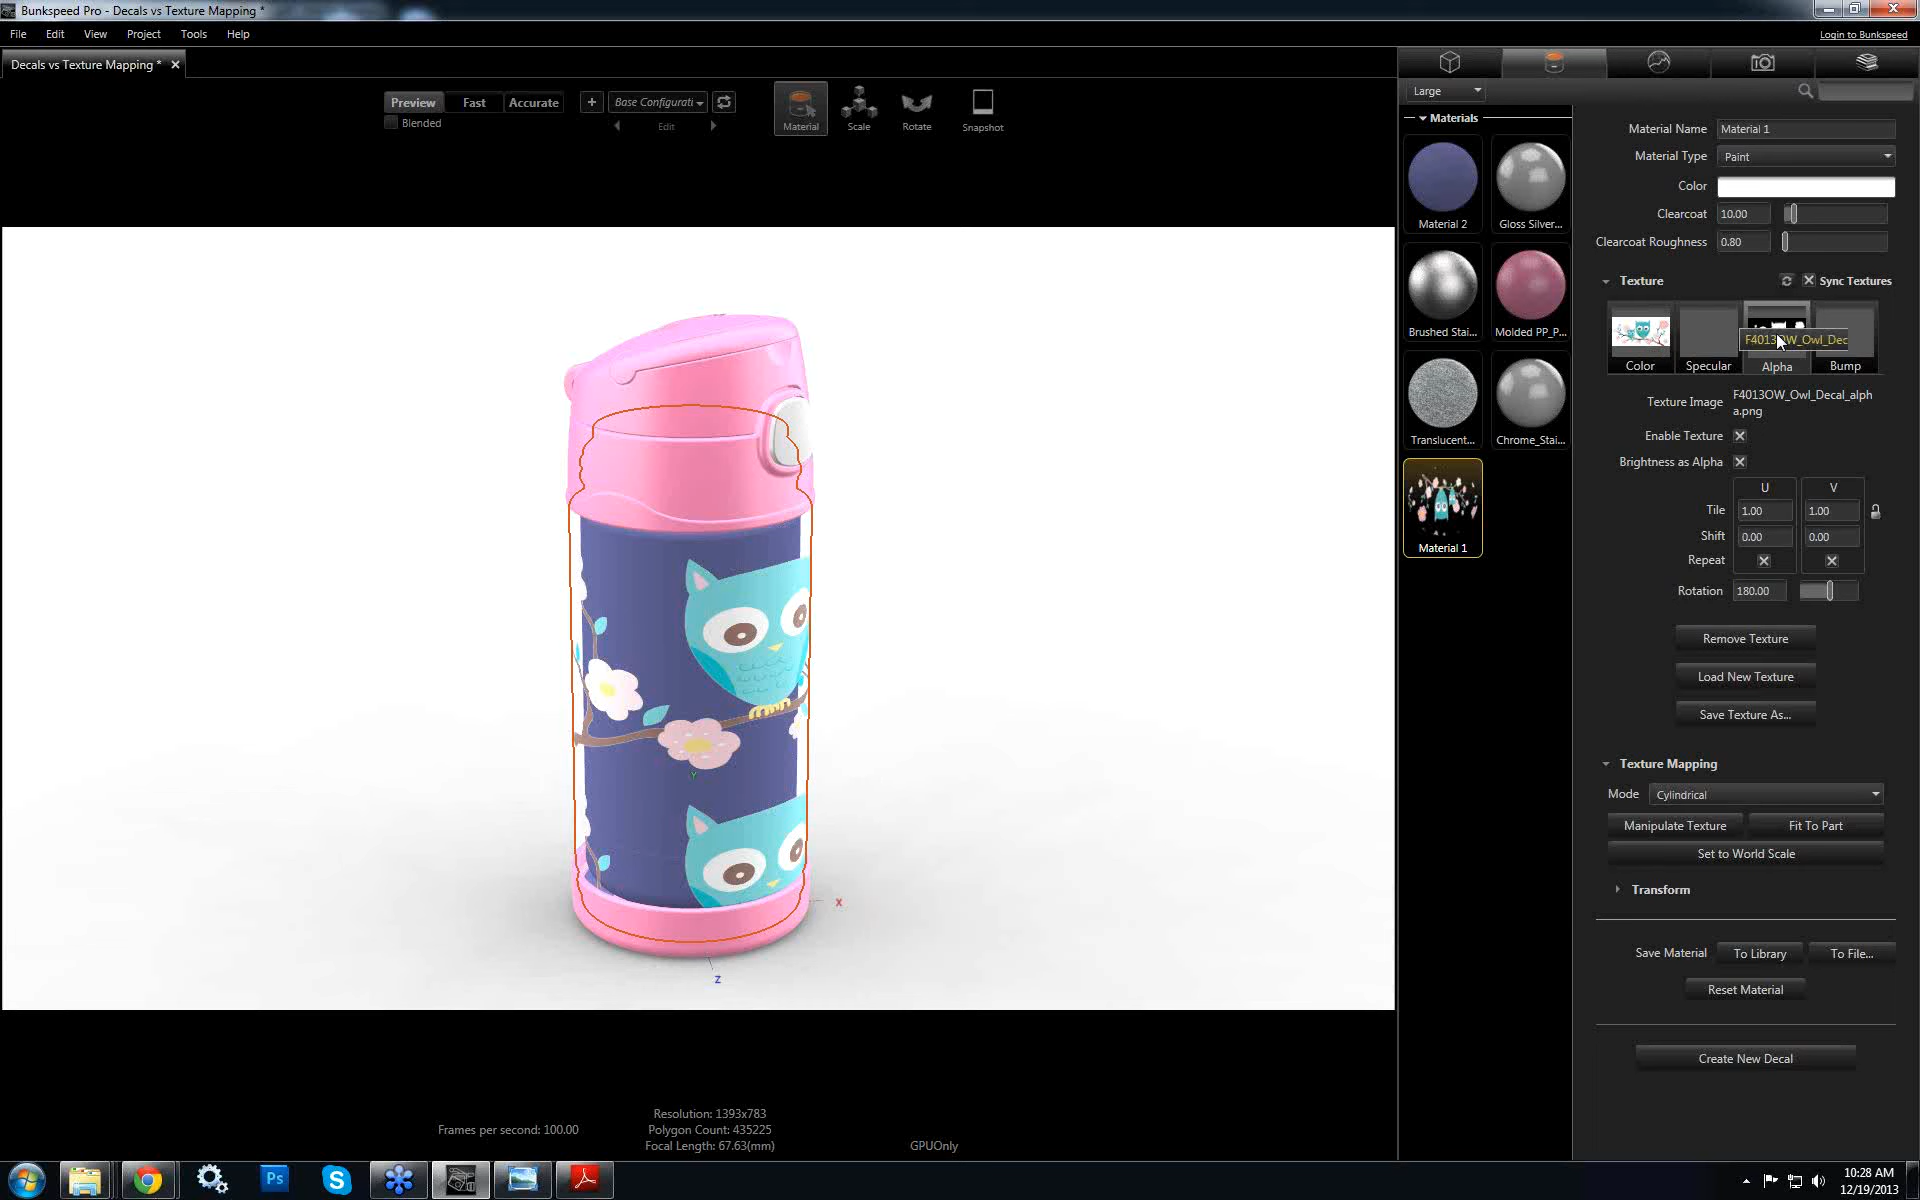 Bunkspeed Pro - Decals vs Texture Mapping *
File Edit View Project Tools Help
Login to Bunkspeed
Decals vs Texture Mapping *
Preview Fast Accurate
Blended
+ Base Configurati
Edit
Material Scale Rotate Snapshot
Large
Materials
Material 2 Gloss Silver...
Brushed Stai... Molded PP_P...
Translucent... Chrome_Stai...
Material 1
Material Name Material 1
Material Type Paint
Color
Clearcoat 10.00
Clearcoat Roughness 0.80
Texture Sync Textures
F4013OW_Owl_Dec
Color Specular Alpha Bump
Texture Image F4013OW_Owl_Decal_alph
a.png
Enable Texture
Brightness as Alpha
U V
Tile 1.00 1.00
Shift 0.00 0.00
Repeat
Rotation 180.00
Remove Texture
Load New Texture
Save Texture As...
Texture Mapping
Mode Cylindrical
Manipulate Texture Fit To Part
Set to World Scale
Transform
Save Material To Library To File...
Reset Material
Create New Decal
Y
X
Z
Frames per second: 100.00
Resolution: 1393x783
Polygon Count: 435225
Focal Length: 67.63(mm)
GPUOnly
Ps
10:28 AM
12/19/2013